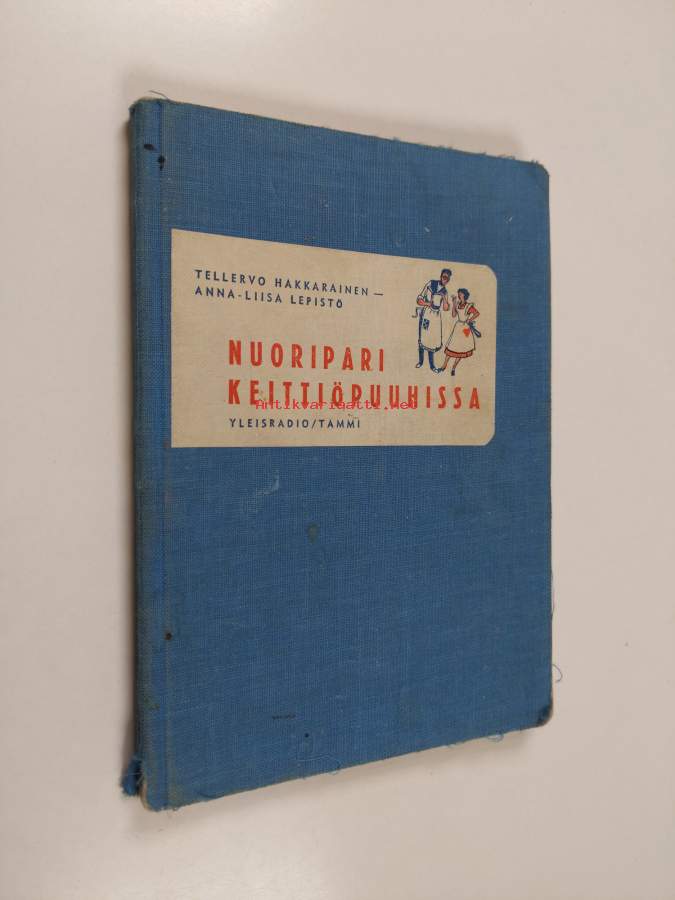 TELLERVO HAKKARAINEN —
ANNA-LIISA LEPISTÖ
NUORIPARI
KEITTIÖPUUHISSA
Antikvariaatti.net
YLEISRADIO/TAMMI